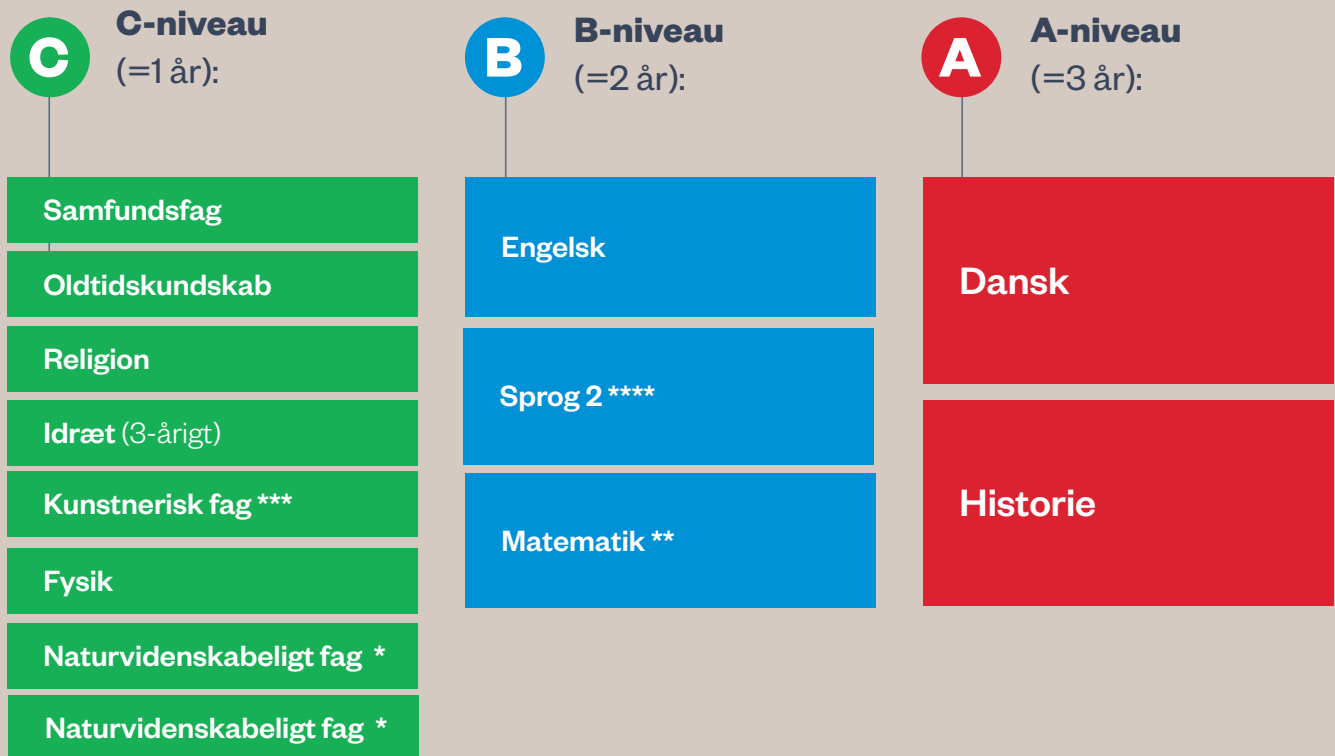 C
C-niveau
(=1 år):
Samfundsfag
Oldtidskundskab
Religion
Idræt (3-årigt)
Kunstnerisk fag ***
Fysik
Naturvidenskabeligt fag *
Naturvidenskabeligt fag *
B
B-niveau
(=2 år):
Engelsk
Sprog 2 ****
Matematik **
A
A-niveau
(=3 år):
Dansk
Historie